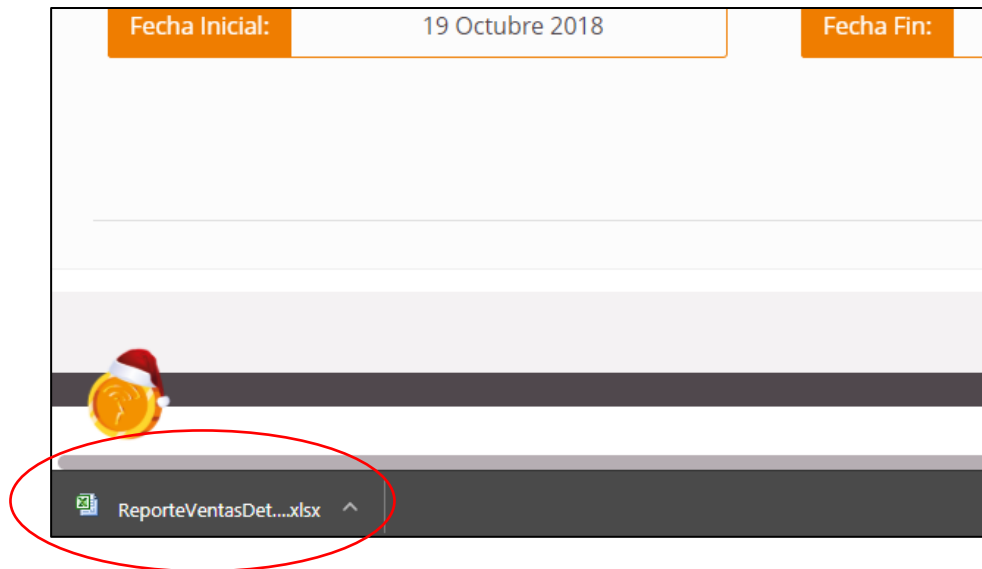 Fecha Inicial: 19 Octubre 2018 Fecha Fin:
ReporteVentasDet....xlsx